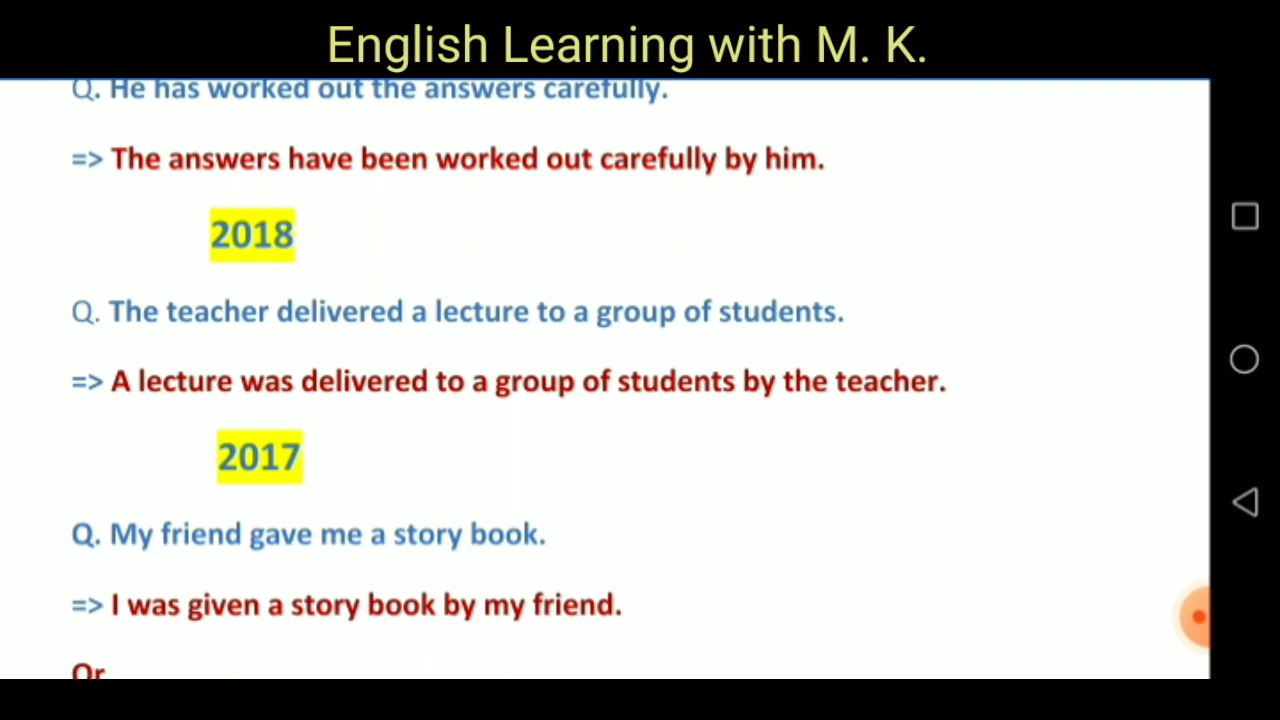 English Learning with M. K.
Q. He has worked out the answers carefully.
=> The answers have been worked out carefully by him.
2018
Q. The teacher delivered a lecture to a group of students.
=> A lecture was delivered to a group of students by the teacher.
2017
Q. My friend gave me a story book.
=> I was given a story book by my friend.
Or